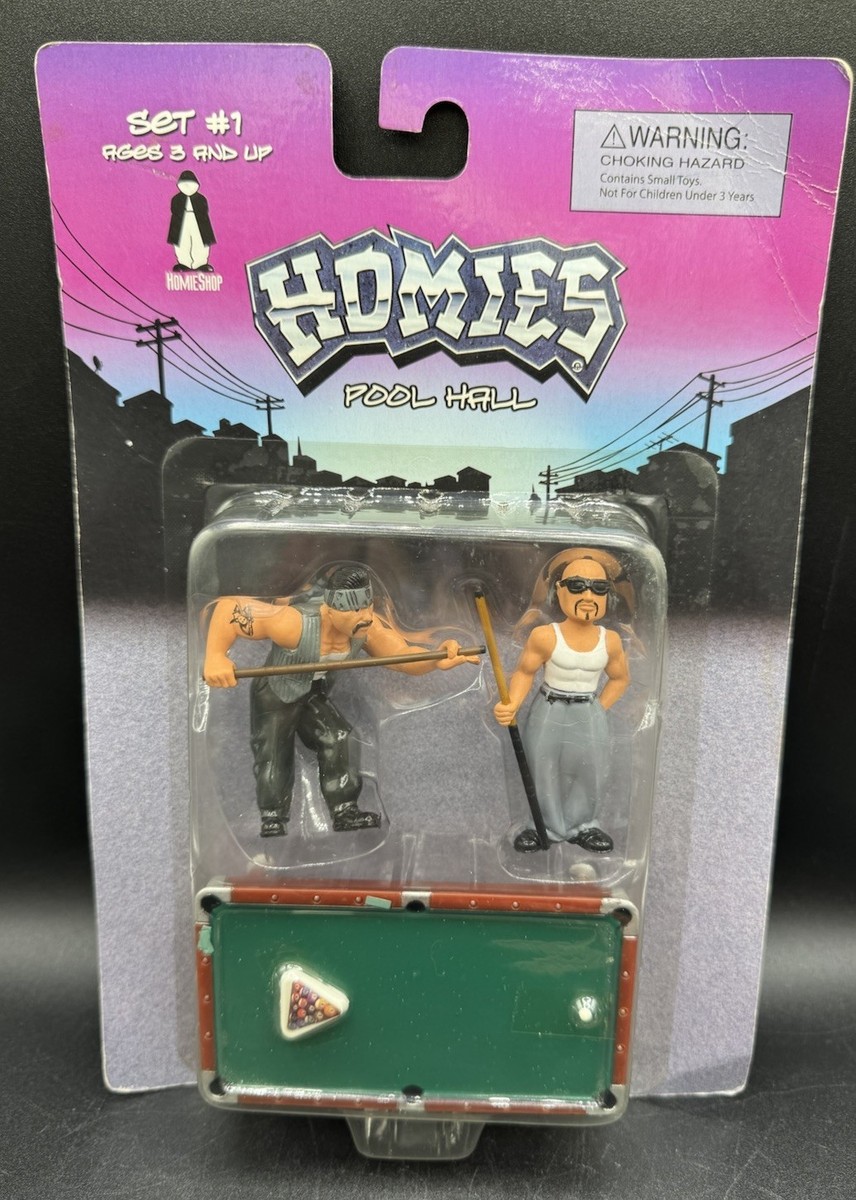 SET #1
AGES 3 AND UP
HOMIESHOP
⚠WARNING:
CHOKING HAZARD
Contains Small Toys.
Not For Children Under 3 Years
HOMIES
POOL HALL